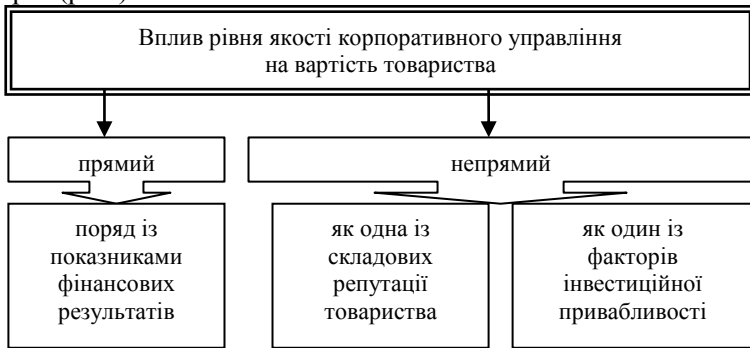 Вплив рівня якості корпоративного управління
на вартість товариства
прямий
непрямий
поряд із
показниками
фінансових
результатів
як одна із
складових
репутації
товариства
як один із
факторів
інвестиційної
привабливості